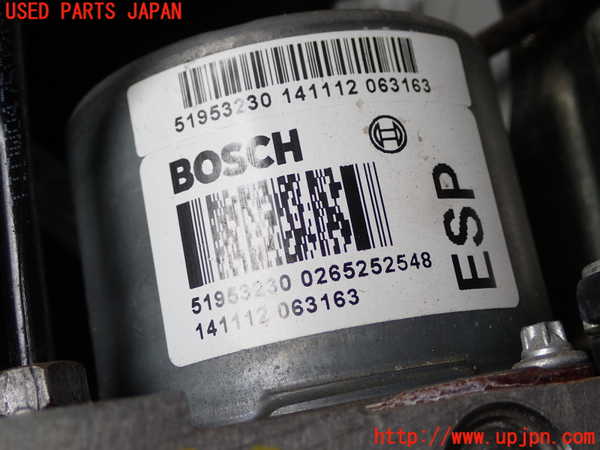 USED PARTS JAPAN
51953230 141112 063163
BOSCH
ESP
51953230 0265252548
141112 063163
http://www.upjpn.com/